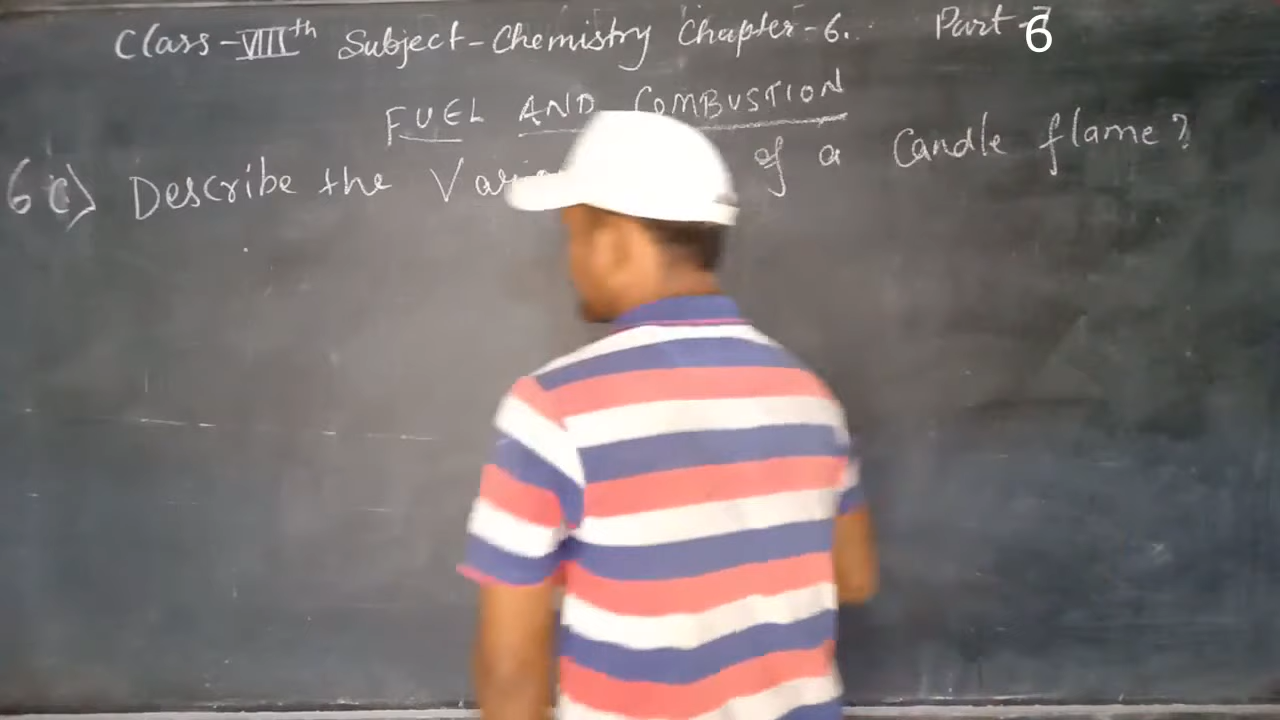 Class-VIIIth Subject-Chemistry Chapter-6. Part-6
FUEL AND COMBUSTION
6 c) Describe the of a Candle flame?